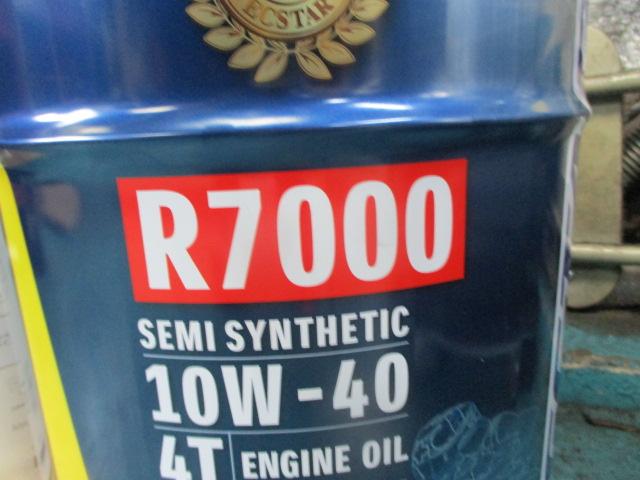 ECSTAR
R7000
SEMI SYNTHETIC
10W-40
4T ENGINE OIL